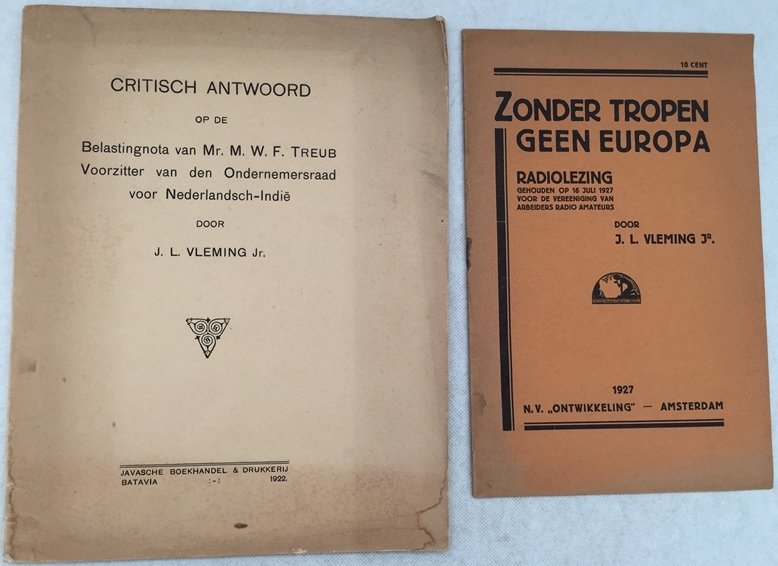 CRITISCH ANTWOORD
OP DE
Belastingnota van Mr. M. W. F. TREUB
Voorzitter van den Ondernemersraad
voor Nederlandsch-Indië
DOOR
J. L. VLEMING Jr.
JAVASCHE BOEKHANDEL & DRUKKERIJ
BATAVIA :-: 1922.
10 CENT
ZONDER TROPEN
GEEN EUROPA
RADIOLEZING
GEHOUDEN OP 16 JULI 1927
VOOR DE VEREENIGING VAN
ARBEIDERS RADIO AMATEURS
DOOR
J. L. VLEMING JR.
1927
N.V. „ONTWIKKELING" — AMSTERDAM